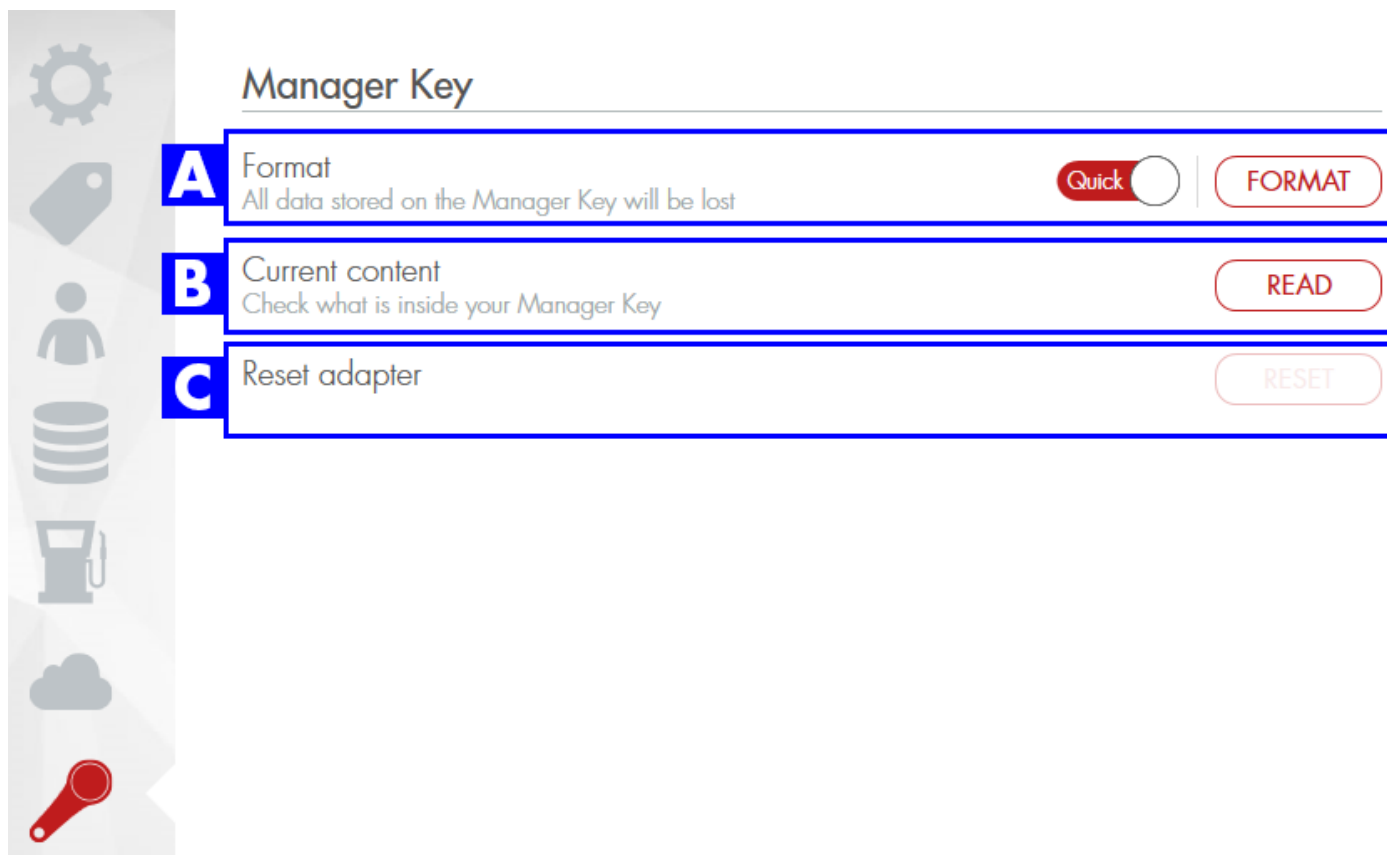 Manager Key
A
Format
All data stored on the Manager Key will be lost
Quick
FORMAT
B
Current content
Check what is inside your Manager Key
READ
C
Reset adapter
RESET